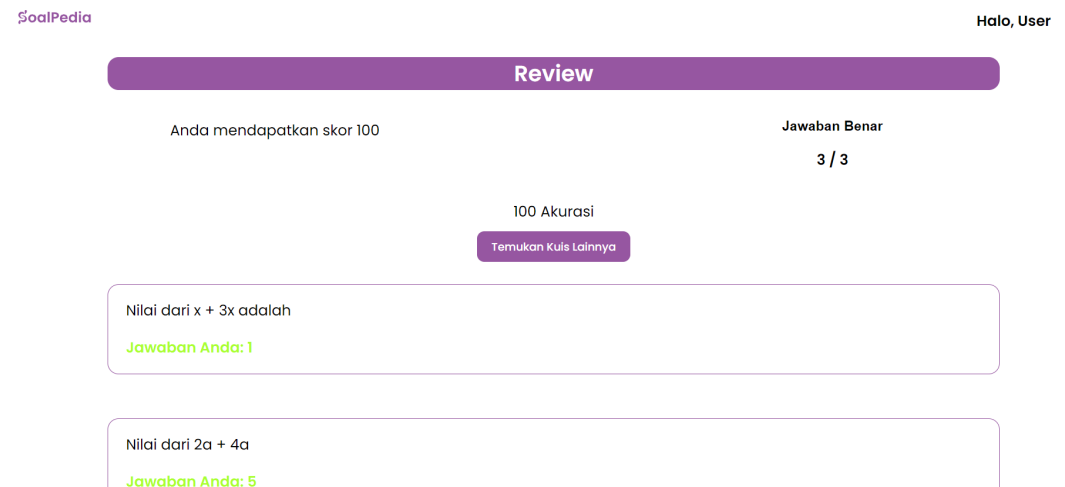 SoalPedia
Halo, User
Review
Anda mendapatkan skor 100
Jawaban Benar
3 / 3
100 Akurasi
Temukan Kuis Lainnya
Nilai dari x + 3x adalah
Jawaban Anda: 1
Nilai dari 2a + 4a
Jawaban Anda: 5